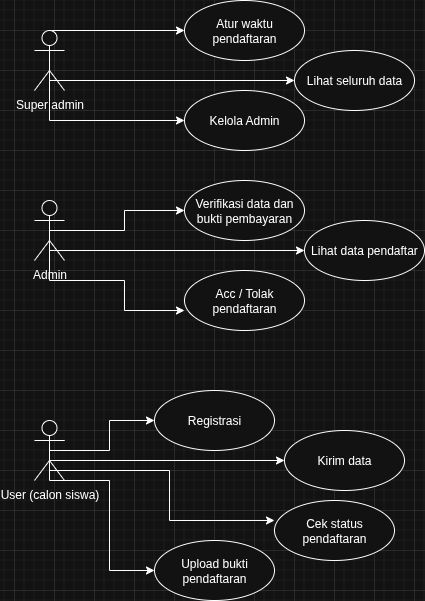 Atur waktu
pendaftaran
Lihat seluruh data
Super admin
Kelola Admin
Verifikasi data dan
bukti pembayaran
Lihat data pendaftar
Admin
Acc / Tolak
pendaftaran
Registrasi
Kirim data
User (calon siswa)
Cek status
pendaftaran
Upload bukti
pendaftaran